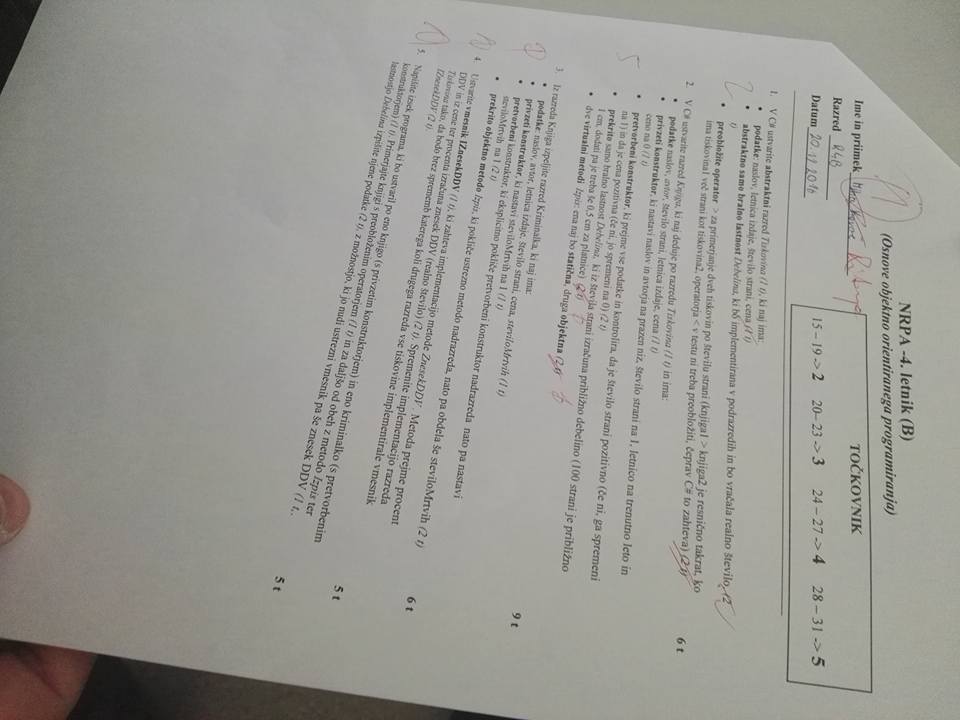 NRPA -4. letnik (B)
(Osnove objektno orientiranega programiranja)
1
Ime in priimek
Razred R4B
Datum 20.12.2016
TOČKOVNIK
15 – 19 -> 2 20– 23 -> 3 24 – 27 -> 4 28 – 31 -> 5
1. V C# ustvarite abstraktni razred Tiskovina (1 t), ki naj ima:
• podatke: naslov, letnica izdaje, število strani, cena (1 t)
• abstraktno samo bralno lastnost Debelina, ki bo implementirana v podrazredih in bo vračala realno število (2
t)
• preobložite operator > za primerjanje dveh tiskovin po številu strani (knjiga1 > knjiga2 je resnično takrat, ko
ima tiskovina1 več strani kot tiskovina2, operatorja < v testu ni treba preobložiti, čeprav C# to zahteva) (2 t)
6 t
2
2. V C# ustvarite razred Knjiga, ki naj deduje po razredu Tiskovina (1 t) in ima:
• podatke naslov, avtor, število strani, letnica izdaje, cena (1 t)
• privzeti konstruktor, ki nastavi naslov in avtorja na prazen niz, število strani na 1, letnico na trenutno leto in
ceno na 0 (1 t)
• pretvorbeni konstruktor, ki prejme vse podatke in kontrolira, da je število strani pozitivno (če ni, ga spremeni
na 1) in da je cena pozitivna (če ni, jo spremeni na 0) (2 t)
• prekrito samo bralno lastnost Debelina, ki iz števila strani izračuna približno debelino (100 strani je približno
1 cm, dodati pa je treba še 0,5 cm za platnice) (2 t)
• dve virtualni metodi Izpis: ena naj bo statična, druga objektna (2 t)
9 t
5
3. Iz razreda Knjiga izpeljite razred Kriminalka, ki naj ima:
• podatke: naslov, avtor, letnica izdaje, število strani, cena, steviloMrtvih (1 t)
• privzeti konstruktor, ki nastavi steviloMrtvih na 1 (1 t)
• pretvorbeni konstruktor, ki eksplicitno pokliče pretvorbeni konstruktor nadrazreda nato pa nastavi
steviloMrtvih na 1 (2 t)
• prekrito objektno metodo Izpis, ki pokliče ustrezno metodo nadrazreda, nato pa obdela še steviloMrtvih (2 t)
6 t
4. Ustvarite vmesnik IZnesekDDV (1 t), ki zahteva implementacijo metode ZnesekDDV. Metoda prejme procent
DDV in iz cene ter procenta izračuna znesek DDV (realno število) (2 t). Spremenite implementacijo razreda
Tiskovina tako, da bodo brez sprememb katerega koli drugega razreda vse tiskovine implementirale vmesnik
IZnesekDDV (2 t).
5 t
5. Napišite izsek programa, ki bo ustvaril po eno knjigo (s privzetim konstruktorjem) in eno kriminalko (s pretvorbenim
konstruktorjem) (1 t). Primerjajte knjigi s preobloženim operatorjem (1 t) in za daljšo od obeh z metodo Izpis ter
lastnostjo Debelina izpišite njene podatke (2 t), z možnostjo, ki jo nudi ustrezni vmesnik pa še znesek DDV (1 t..
5 t